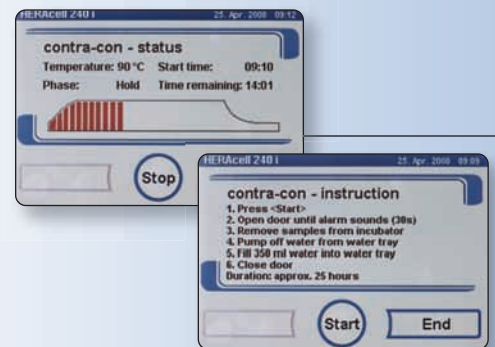 HERAcell 240 i 25. Apr. 2008 09:12
contra-con - status
Temperature: 90 °C Start time: 09:10
Phase: Hold Time remaining: 14:01
Stop
HERAcell 240 i 25. Apr. 2008 09:09
contra-con - instruction
1. Press <Start>
2. Open door until alarm sounds (30s)
3. Remove samples from incubator
4. Pump off water from water tray
5. Fill 350 ml water into water tray
6. Close door
Duration: approx. 25 hours
Start
End